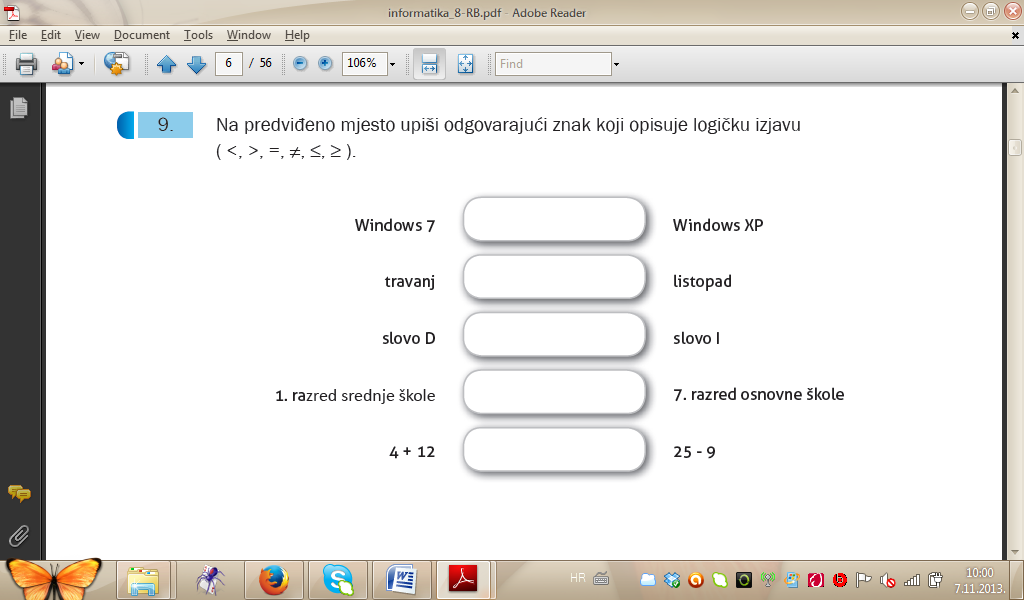 informatika_8-RB.pdf - Adobe Reader
File Edit View Document Tools Window Help
6 / 56 106% Find
9. Na predviđeno mjesto upiši odgovarajući znak koji opisuje logičku izjavu
( <, >, =, ≠, ≤, ≥ ).
Windows 7 Windows XP
travanj listopad
slovo D slovo I
1. razred srednje škole 7. razred osnovne škole
4 + 12 25 - 9
HR 10:00
7.11.2013.